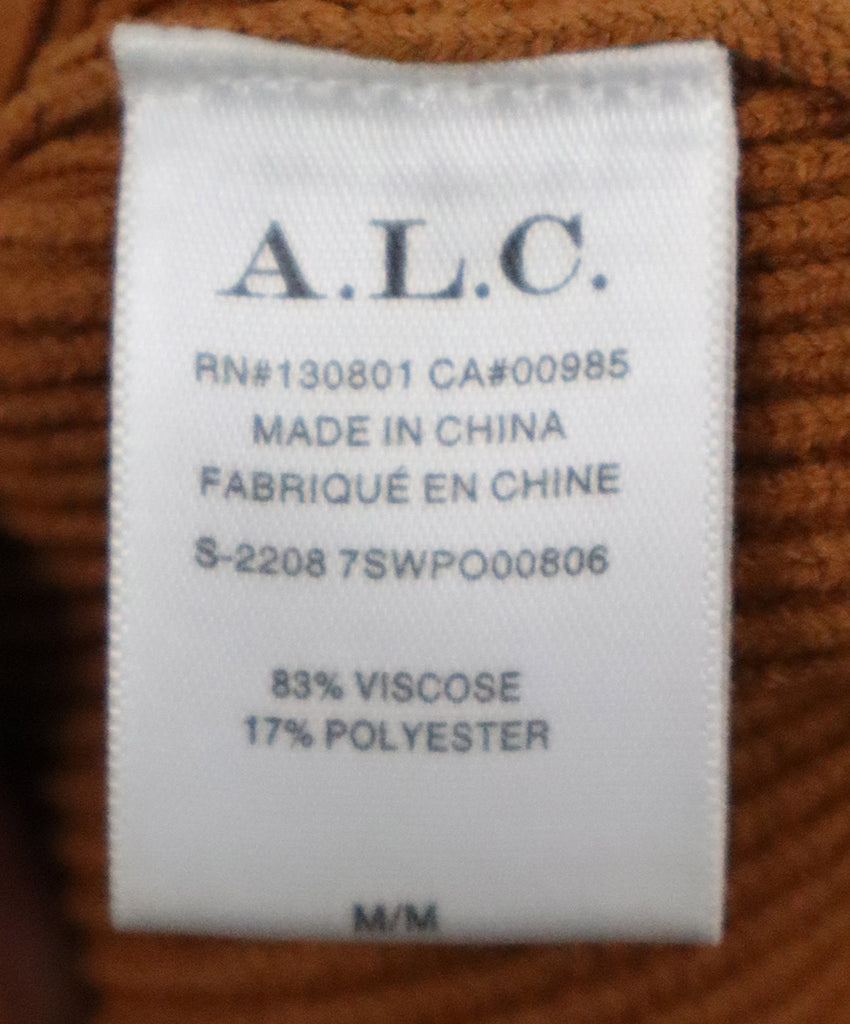 A.L.C.
RN#130801 CA#00985
MADE IN CHINA
FABRIQUÉ EN CHINE
S-2208 7SWPO00806
83% VISCOSE
17% POLYESTER
M/M